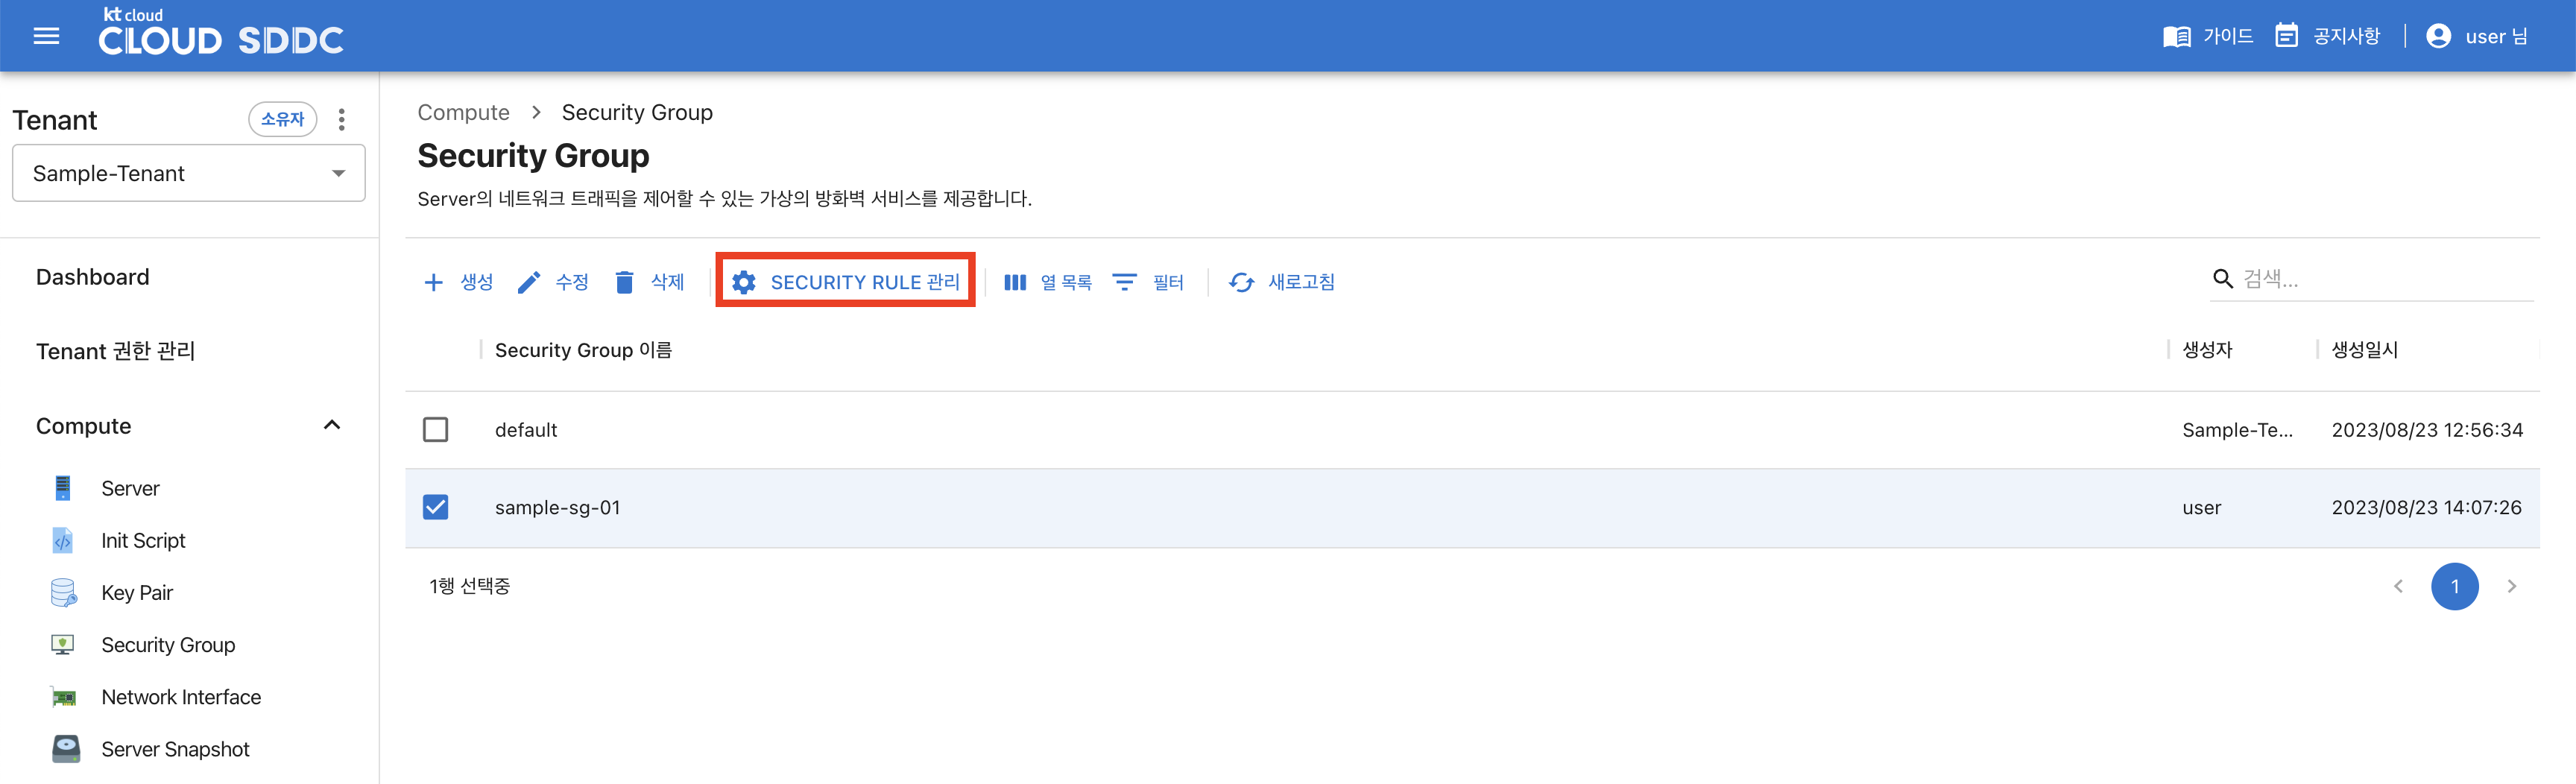 kt cloud
CLOUD SDDC
가이드
공지사항
user 님
Tenant
소유자
Sample-Tenant
Dashboard
Tenant 권한 관리
Compute
Server
Init Script
Key Pair
Security Group
Network Interface
Server Snapshot
Compute > Security Group
Security Group
Server의 네트워크 트래픽을 제어할 수 있는 가상의 방화벽 서비스를 제공합니다.
생성 수정 삭제 SECURITY RULE 관리 열 목록 필터 새로고침 검색...
Security Group 이름 생성자 생성일시
default Sample-Te... 2023/08/23 12:56:34
sample-sg-01 user 2023/08/23 14:07:26
1행 선택중 1